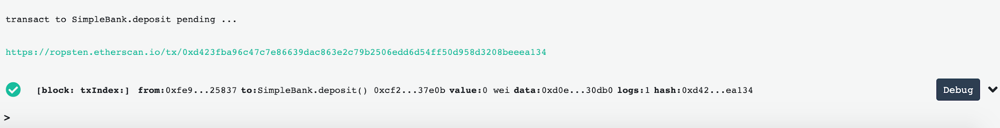 transact to SimpleBank.deposit pending ...
https://ropsten.etherscan.io/tx/0xd423fba96c47c7e86639dac863e2c79b2506edd6d54ff50d958d3208beeea134
[block: txIndex:] from:0xfe9...25837 to:SimpleBank.deposit() 0xcf2...37e0b value:0 wei data:0xd0e...30db0 logs:1 hash:0xd42...ea134 Debug
>